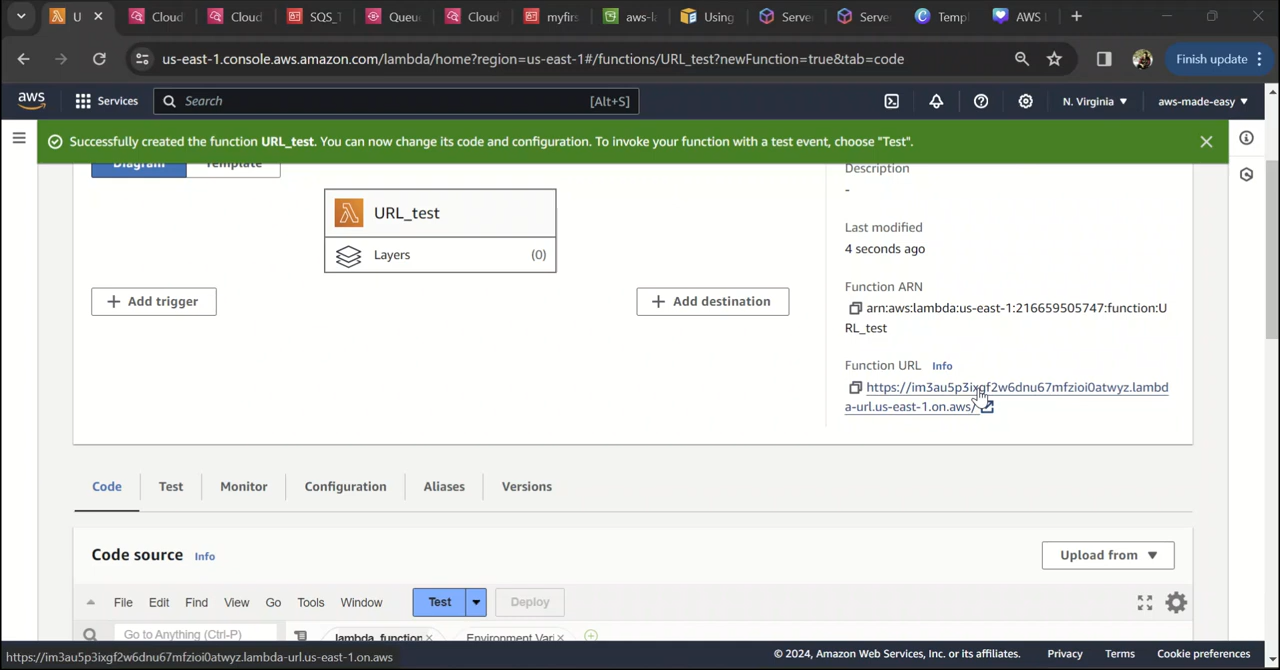 U
Cloud
Cloud
SQS_T
Queu
Cloud
myfirs
aws-la
Using
Serve
Serve
Templ
AWS
us-east-1.console.aws.amazon.com/lambda/home?region=us-east-1#/functions/URL_test?newFunction=true&tab=code
Finish update
aws
Services
Search
[Alt+S]
N. Virginia
aws-made-easy
Successfully created the function URL_test. You can now change its code and configuration. To invoke your function with a test event, choose "Test".
Diagram
Template
URL_test
Layers
(0)
Add trigger
Add destination
Description
-
Last modified
4 seconds ago
Function ARN
arn:aws:lambda:us-east-1:216659505747:function:U
RL_test
Function URL
Info
https://im3au5p3ixgf2w6dnu67mfzioi0atwyz.lambd
a-url.us-east-1.on.aws/
Code
Test
Monitor
Configuration
Aliases
Versions
Code source
Info
Upload from
File
Edit
Find
View
Go
Tools
Window
Test
Deploy
Go to Anything (Ctrl-P)
lambda_function
Environment Vari
https://im3au5p3ixgf2w6dnu67mfzioi0atwyz.lambda-url.us-east-1.on.aws
© 2024, Amazon Web Services, Inc. or its affiliates.
Privacy
Terms
Cookie preferences